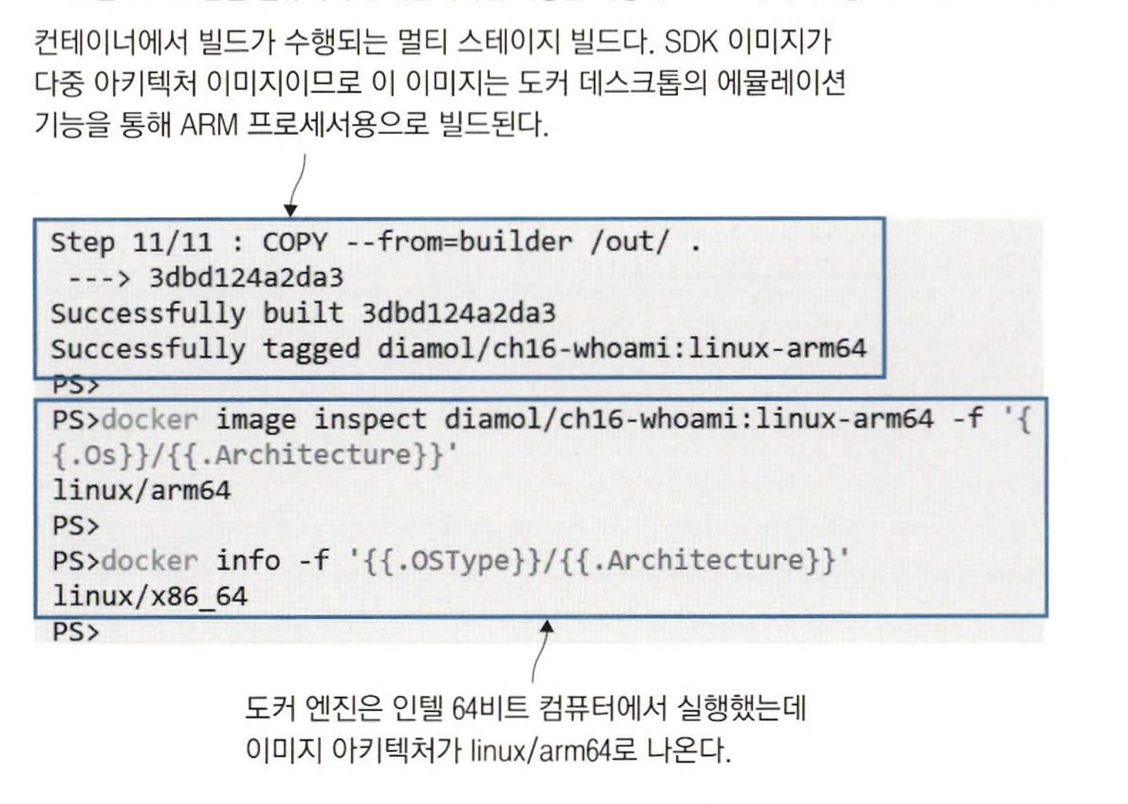 컨테이너에서 빌드가 수행되는 멀티 스테이지 빌드다. SDK 이미지가
다중 아키텍처 이미지이므로 이 이미지는 도커 데스크톱의 에뮬레이션
기능을 통해 ARM 프로세서용으로 빌드된다.
Step 11/11 : COPY --from=builder /out/ .
 ---> 3dbd124a2da3
Successfully built 3dbd124a2da3
Successfully tagged diamol/ch16-whoami:linux-arm64
PS>
PS>docker image inspect diamol/ch16-whoami:linux-arm64 -f '{
{.Os}}/{{.Architecture}}'
linux/arm64
PS>
PS>docker info -f '{{.OSType}}/{{.Architecture}}'
linux/x86_64
PS>
도커 엔진은 인텔 64비트 컴퓨터에서 실행했는데
이미지 아키텍처가 linux/arm64로 나온다.